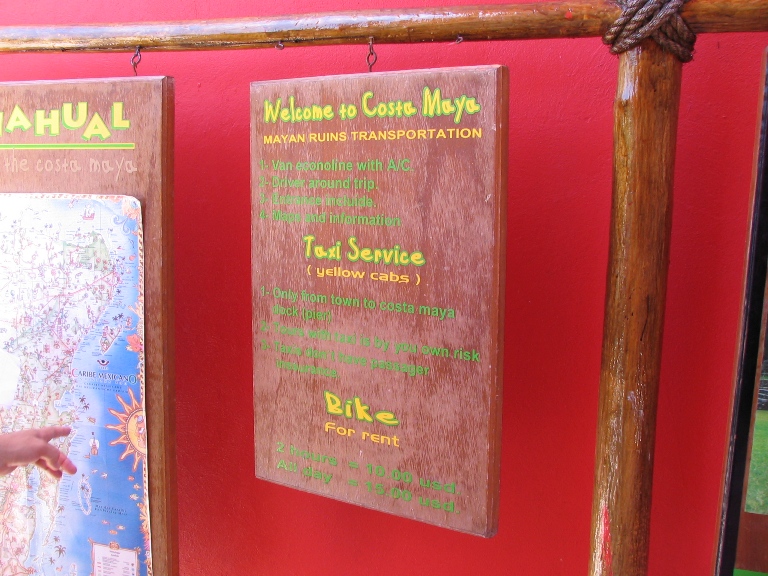 AHUAL
the costa maya
CARIBE MEXICANO
Welcome to Costa Maya
MAYAN RUINS TRANSPORTATION
1- Van econoline with A/C.
2- Driver around trip.
3- Entrance include.
4- Maps and information
Taxi Service
( yellow cabs )
1- Only from town to costa maya
dock (pier)
2- Tours with taxi is by you own risk
3- Taxis don't have passager
insurance
Bike
For rent
2 hours = 10.00 usd.
All day = 15.00 usd.